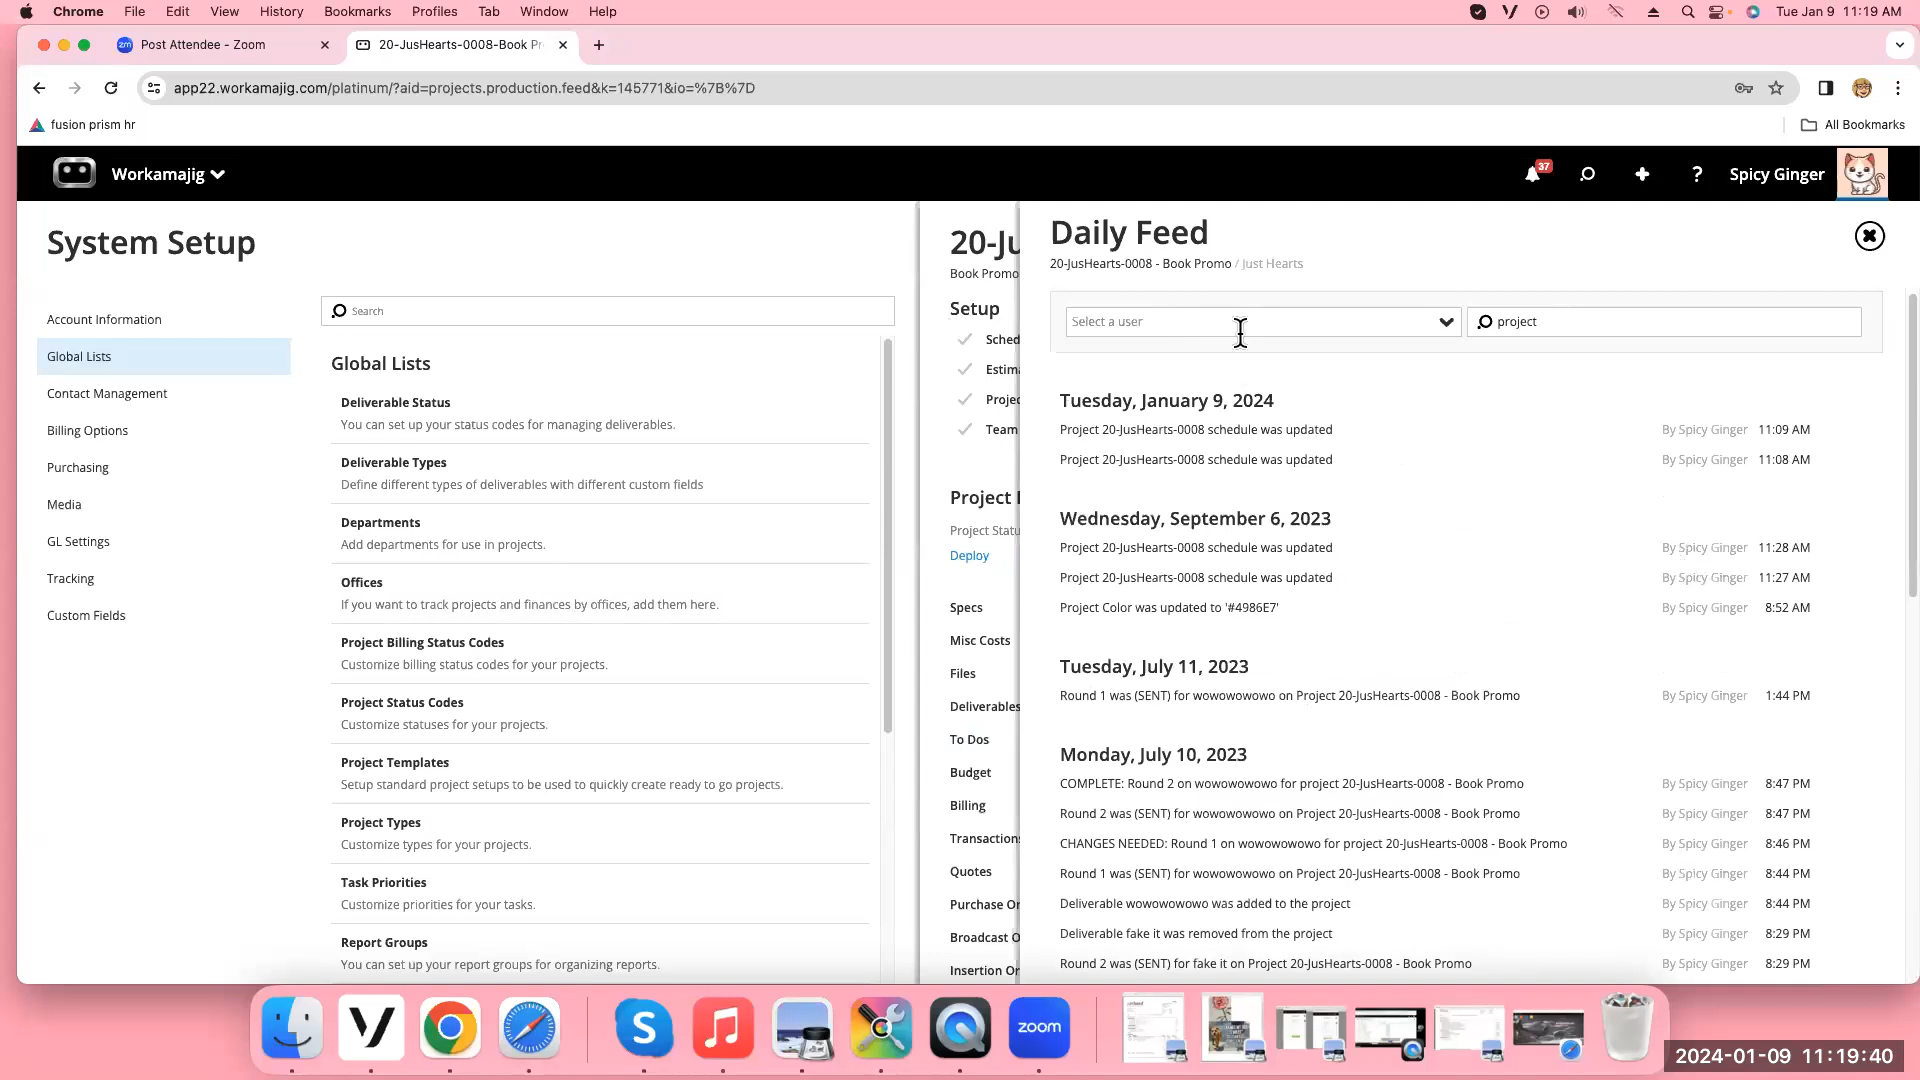 Chrome File Edit View History Bookmarks Profiles Tab Window Help Tue Jan 9 11:19 AM
zm Post Attendee - Zoom 20-JusHearts-0008-Book Pr
app22.workamajig.com/platinum/?aid=projects.production.feed&k=145771&io=%7B%7D
fusion prism hr All Bookmarks
Workamajig 37 ? Spicy Ginger
System Setup
Account Information
Global Lists
Contact Management
Billing Options
Purchasing
Media
GL Settings
Tracking
Custom Fields
Search
Global Lists
Deliverable Status
You can set up your status codes for managing deliverables.
Deliverable Types
Define different types of deliverables with different custom fields
Departments
Add departments for use in projects.
Offices
If you want to track projects and finances by offices, add them here.
Project Billing Status Codes
Customize billing status codes for your projects.
Project Status Codes
Customize statuses for your projects.
Project Templates
Setup standard project setups to be used to quickly create ready to go projects.
Project Types
Customize types for your projects.
Task Priorities
Customize priorities for your tasks.
Report Groups
You can set up your report groups for organizing reports.
20-Ju
Book Promo
Setup
Sched
Estima
Projec
Team
Project
Project Statu
Deploy
Specs
Misc Costs
Files
Deliverables
To Dos
Budget
Billing
Transaction
Quotes
Purchase Or
Broadcast O
Insertion Or
Daily Feed
20-JusHearts-0008 - Book Promo / Just Hearts
Select a user project
Tuesday, January 9, 2024
Project 20-JusHearts-0008 schedule was updated By Spicy Ginger 11:09 AM
Project 20-JusHearts-0008 schedule was updated By Spicy Ginger 11:08 AM
Wednesday, September 6, 2023
Project 20-JusHearts-0008 schedule was updated By Spicy Ginger 11:28 AM
Project 20-JusHearts-0008 schedule was updated By Spicy Ginger 11:27 AM
Project Color was updated to '#4986E7' By Spicy Ginger 8:52 AM
Tuesday, July 11, 2023
Round 1 was (SENT) for wowowowowo on Project 20-JusHearts-0008 - Book Promo By Spicy Ginger 1:44 PM
Monday, July 10, 2023
COMPLETE: Round 2 on wowowowowo for project 20-JusHearts-0008 - Book Promo By Spicy Ginger 8:47 PM
Round 2 was (SENT) for wowowowowo on Project 20-JusHearts-0008 - Book Promo By Spicy Ginger 8:47 PM
CHANGES NEEDED: Round 1 on wowowowowo for project 20-JusHearts-0008 - Book Promo By Spicy Ginger 8:46 PM
Round 1 was (SENT) for wowowowowo on Project 20-JusHearts-0008 - Book Promo By Spicy Ginger 8:44 PM
Deliverable wowowowowo was added to the project By Spicy Ginger 8:44 PM
Deliverable fake it was removed from the project By Spicy Ginger 8:29 PM
Round 2 was (SENT) for fake it on Project 20-JusHearts-0008 - Book Promo By Spicy Ginger 8:29 PM
zoom
2024-01-09 11:19:40